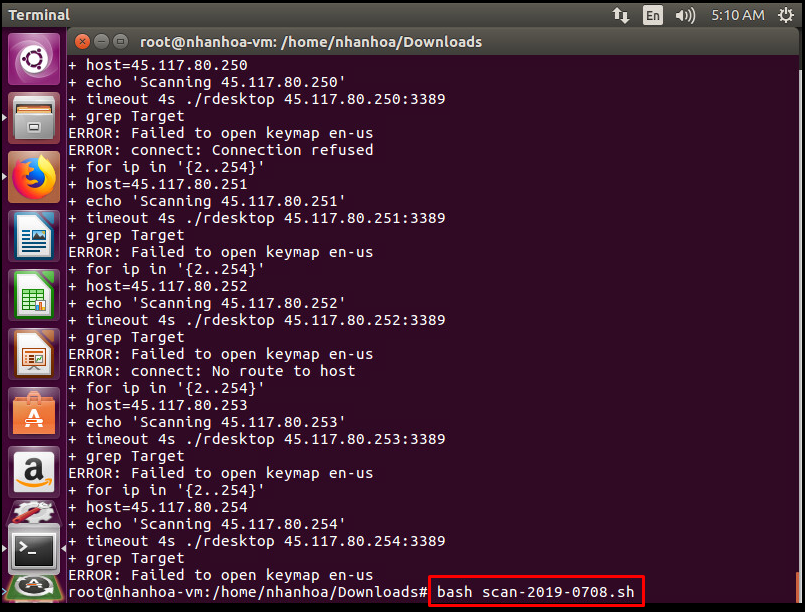 Terminal
En
5:10 AM
root@nhanhoa-vm: /home/nhanhoa/Downloads
+ host=45.117.80.250
+ echo 'Scanning 45.117.80.250'
+ timeout 4s ./rdesktop 45.117.80.250:3389
+ grep Target
ERROR: Failed to open keymap en-us
ERROR: connect: Connection refused
+ for ip in '{2..254}'
+ host=45.117.80.251
+ echo 'Scanning 45.117.80.251'
+ timeout 4s ./rdesktop 45.117.80.251:3389
+ grep Target
ERROR: Failed to open keymap en-us
+ for ip in '{2..254}'
+ host=45.117.80.252
+ echo 'Scanning 45.117.80.252'
+ timeout 4s ./rdesktop 45.117.80.252:3389
+ grep Target
ERROR: Failed to open keymap en-us
ERROR: connect: No route to host
+ for ip in '{2..254}'
+ host=45.117.80.253
+ echo 'Scanning 45.117.80.253'
+ timeout 4s ./rdesktop 45.117.80.253:3389
+ grep Target
ERROR: Failed to open keymap en-us
+ for ip in '{2..254}'
+ host=45.117.80.254
+ echo 'Scanning 45.117.80.254'
+ timeout 4s ./rdesktop 45.117.80.254:3389
+ grep Target
ERROR: Failed to open keymap en-us
root@nhanhoa-vm:/home/nhanhoa/Downloads# bash scan-2019-0708.sh